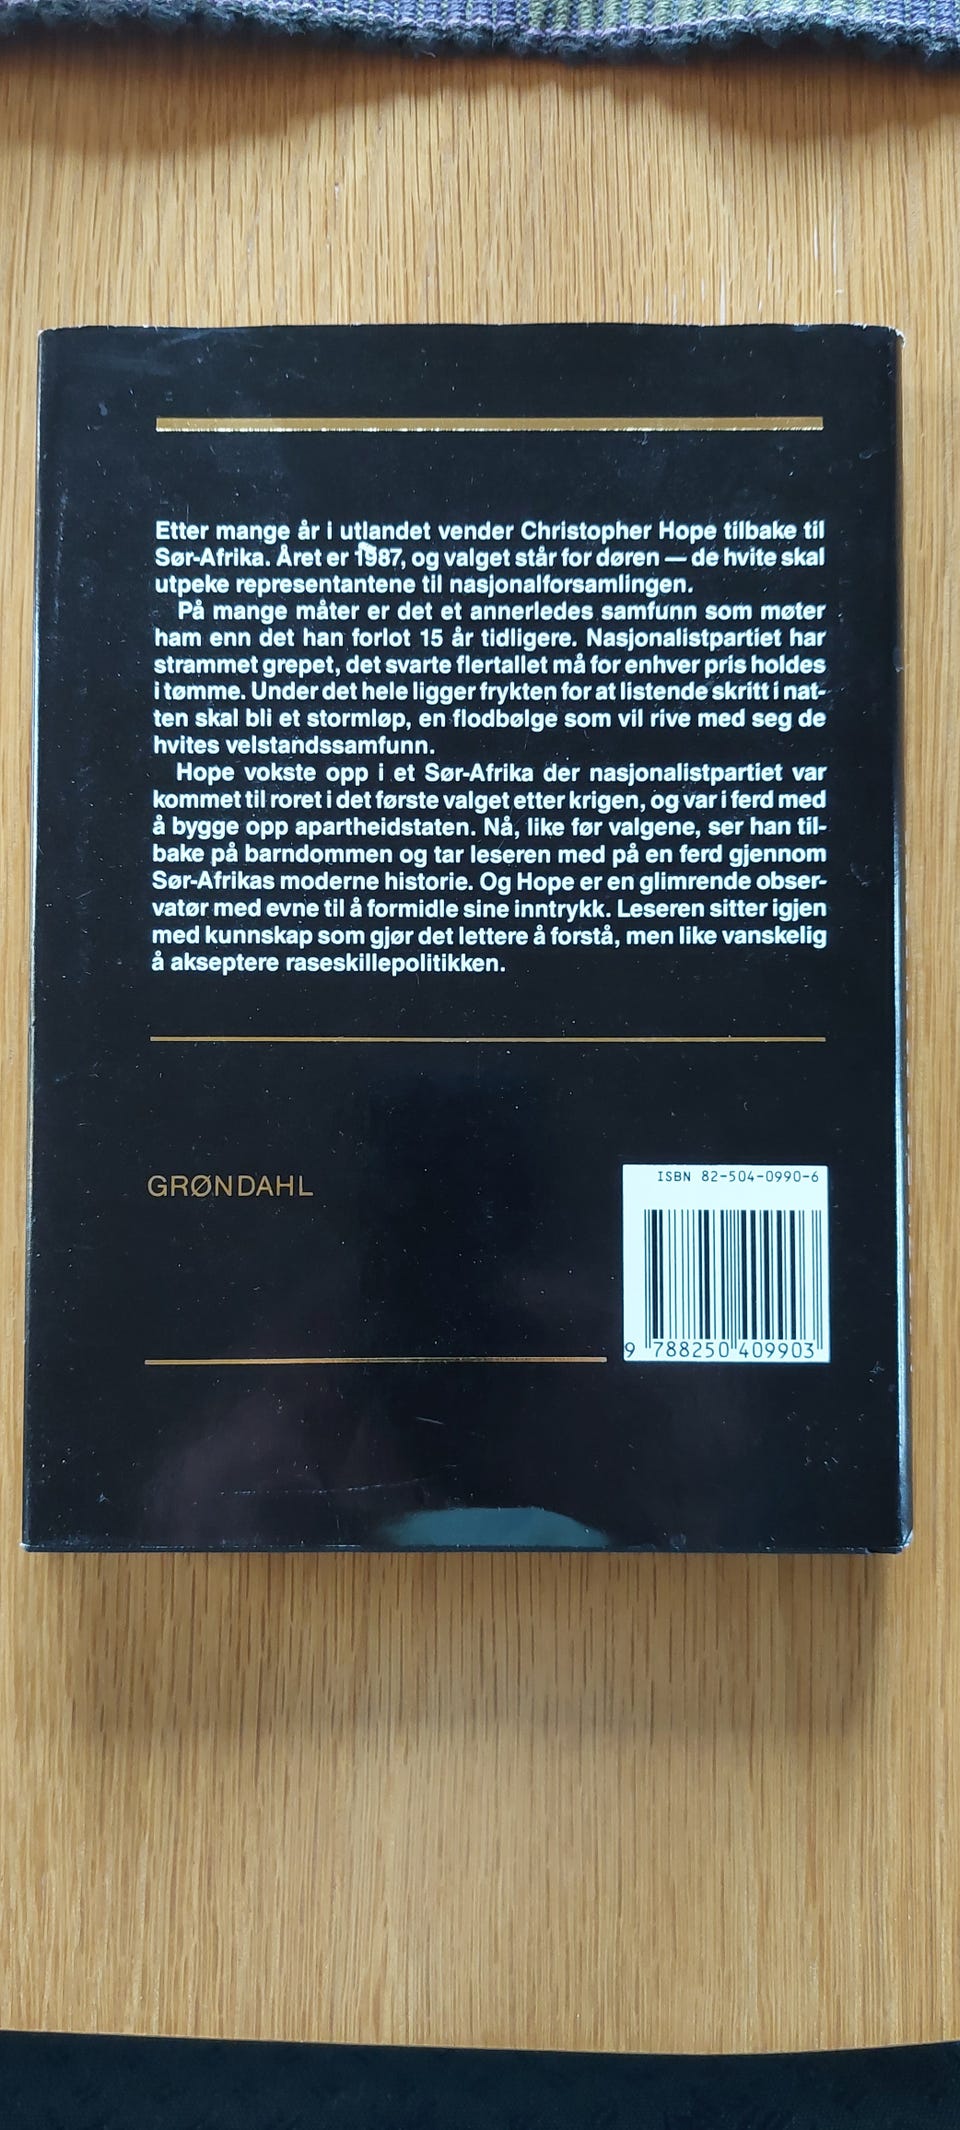 Etter mange år i utlandet vender Christopher Hope tilbake til
Sør-Afrika. Året er 1987, og valget står for døren — de hvite skal
utpeke representantene til nasjonalforsamlingen.
På mange måter er det et annerledes samfunn som møter
ham enn det han forlot 15 år tidligere. Nasjonalistpartiet har
strammet grepet, det svarte flertallet må for enhver pris holdes
i tømme. Under det hele ligger frykten for at listende skritt i nat-
ten skal bli et stormløp, en flodbølge som vil rive med seg de
hvites velstandssamfunn.
Hope vokste opp i et Sør-Afrika der nasjonalistpartiet var
kommet til roret i det første valget etter krigen, og var i ferd med
å bygge opp apartheidstaten. Nå, like før valgene, ser han til-
bake på barndommen og tar leseren med på en ferd gjennom
Sør-Afrikas moderne historie. Og Hope er en glimrende obser-
vatør med evne til å formidle sine inntrykk. Leseren sitter igjen
med kunnskap som gjør det lettere å forstå, men like vanskelig
å akseptere raseskillepolitikken.
GRØNDAHL
ISBN 82-504-0990-6
9 788250 409903